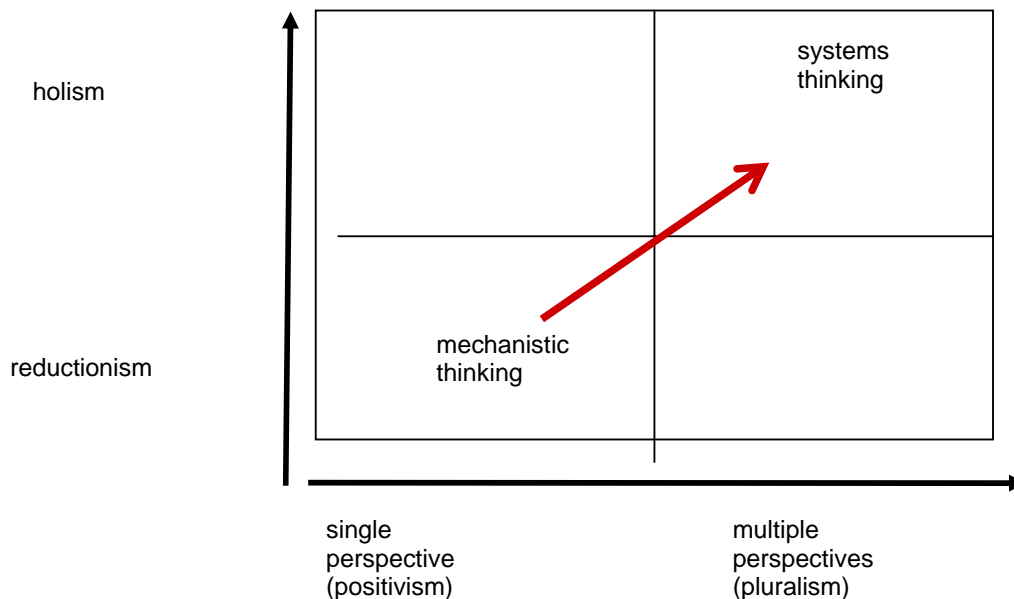 systems
thinking
holism
mechanistic
thinking
reductionism
single
perspective
(positivism)
multiple
perspectives
(pluralism)